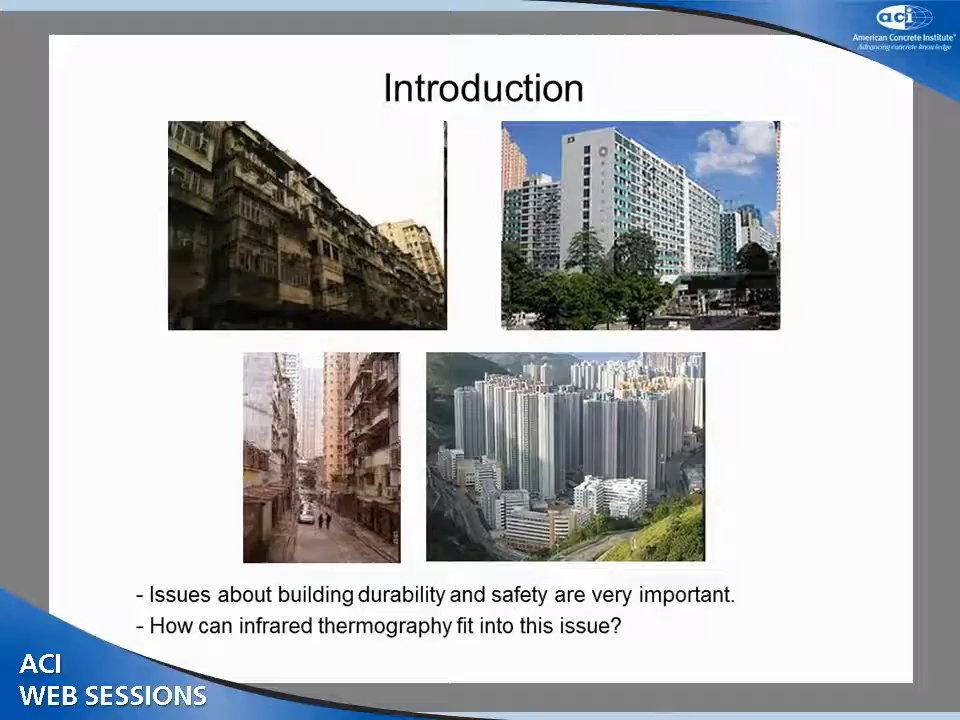 aci
American Concrete Institute®
Advancing concrete knowledge
Introduction
- Issues about building durability and safety are very important.
- How can infrared thermography fit into this issue?
ACI
WEB SESSIONS